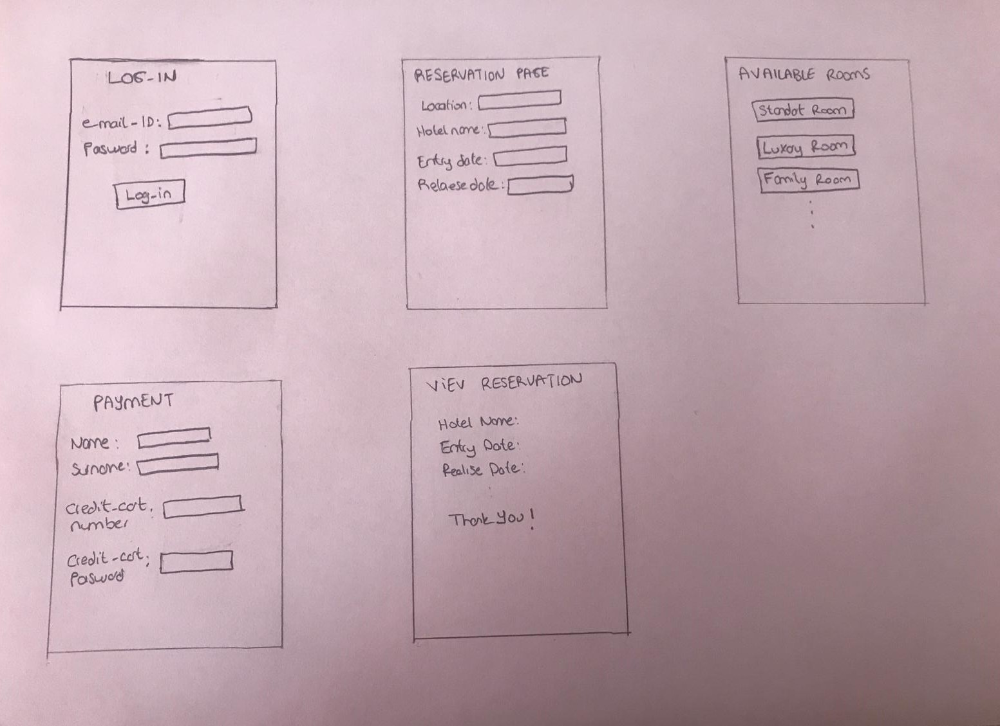 LOG-IN
e-mail-ID:
Pasword :
Log-in
RESERVATION PAGE
Location:
Hotel name:
Entry date:
Relaese date:
AVAILABLE ROOMS
Standat Room
Luxay Room
Family Room
PAYMENT
Name:
Surname:
Credit-cart,
number
Credit-cart;
Pasword
ViEV RESERVATION
Hotel Name:
Entry Date:
Realise Date:
Thank You!